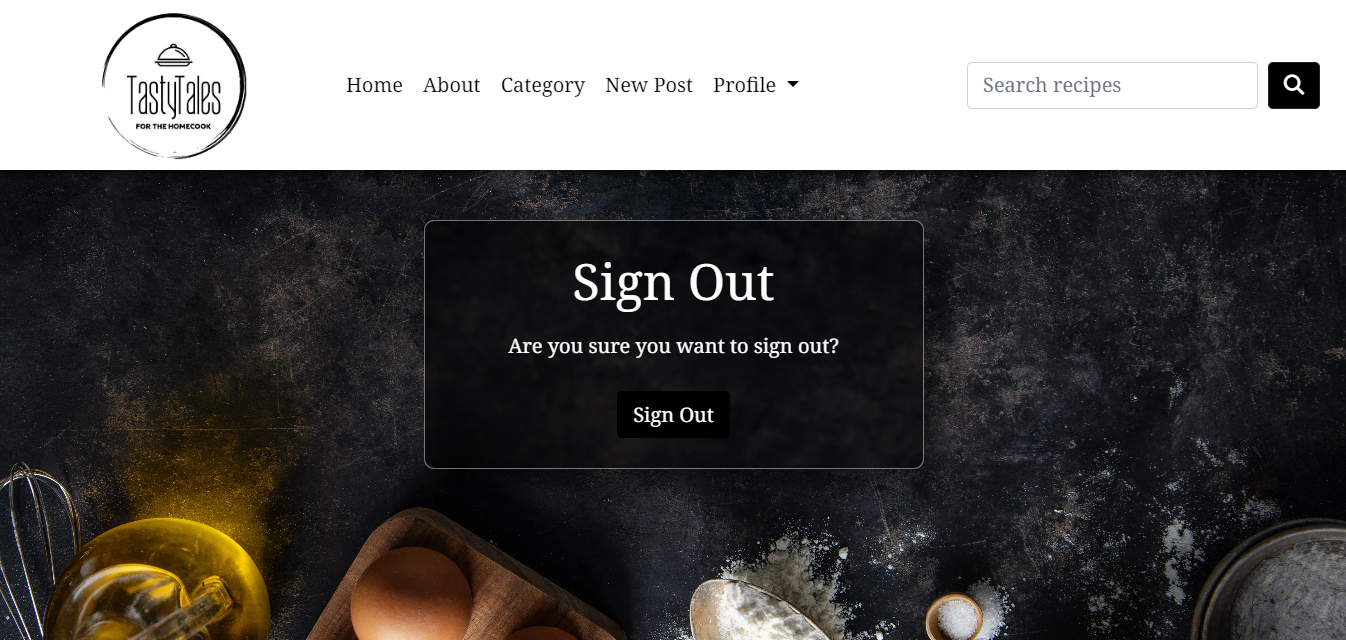 TastyTales
FOR THE HOMECOOK
Home About Category New Post Profile
Search recipes
Sign Out
Are you sure you want to sign out?
Sign Out